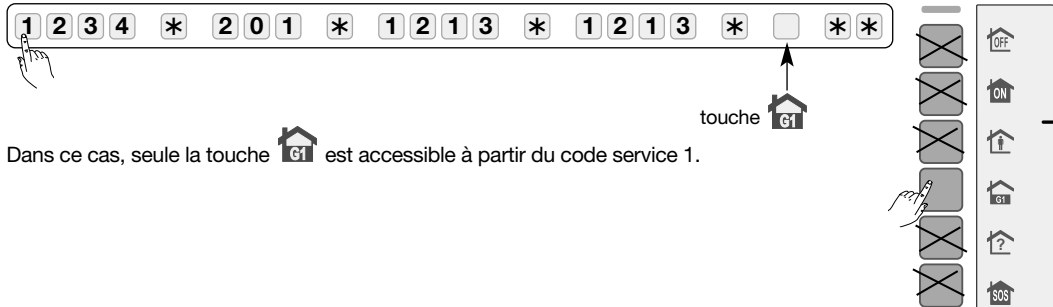 1 2 3 4 * 2 0 1 * 1 2 1 3 * 1 2 1 3 * * *
touche G1
Dans ce cas, seule la touche G1 est accessible à partir du code service 1.
OFF
ON
G1
?
SOS